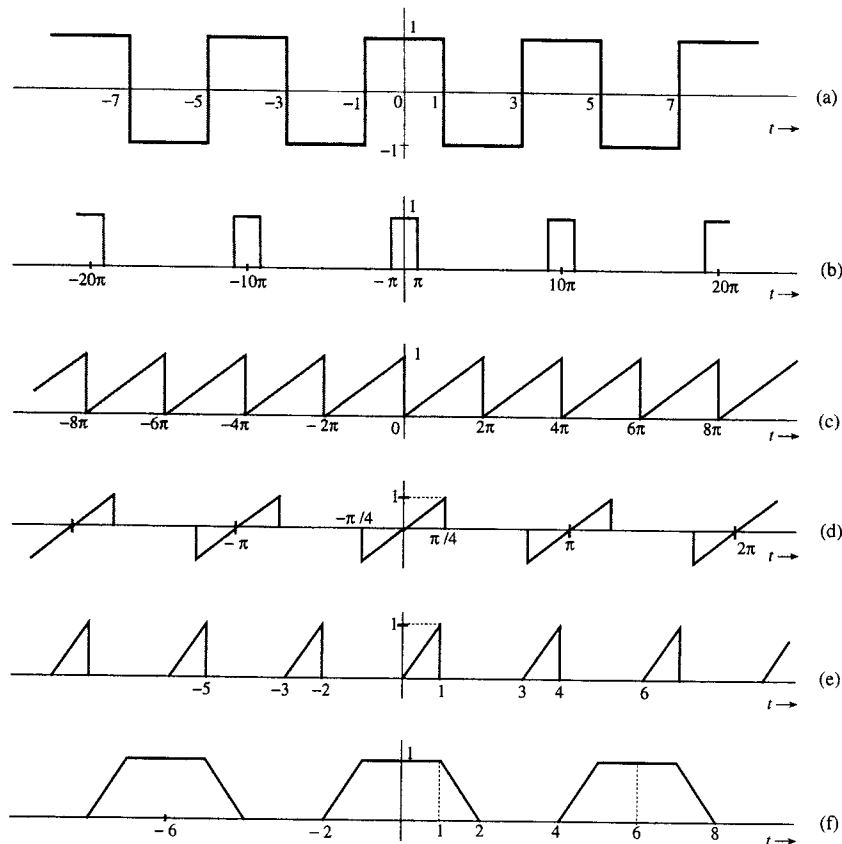 1
-7 -5 -3 -1 0 1 3 5 7 (a)
-1 t →
1
-20π -10π -π π 10π 20π (b)
t →
1
-8π -6π -4π -2π 0 2π 4π 6π 8π (c)
t →
1
-π/4
-π π/4 π 2π (d)
t →
1
-5 -3 -2 1 3 4 6 (e)
t →
1
-6 -2 1 2 4 6 8 (f)
t →